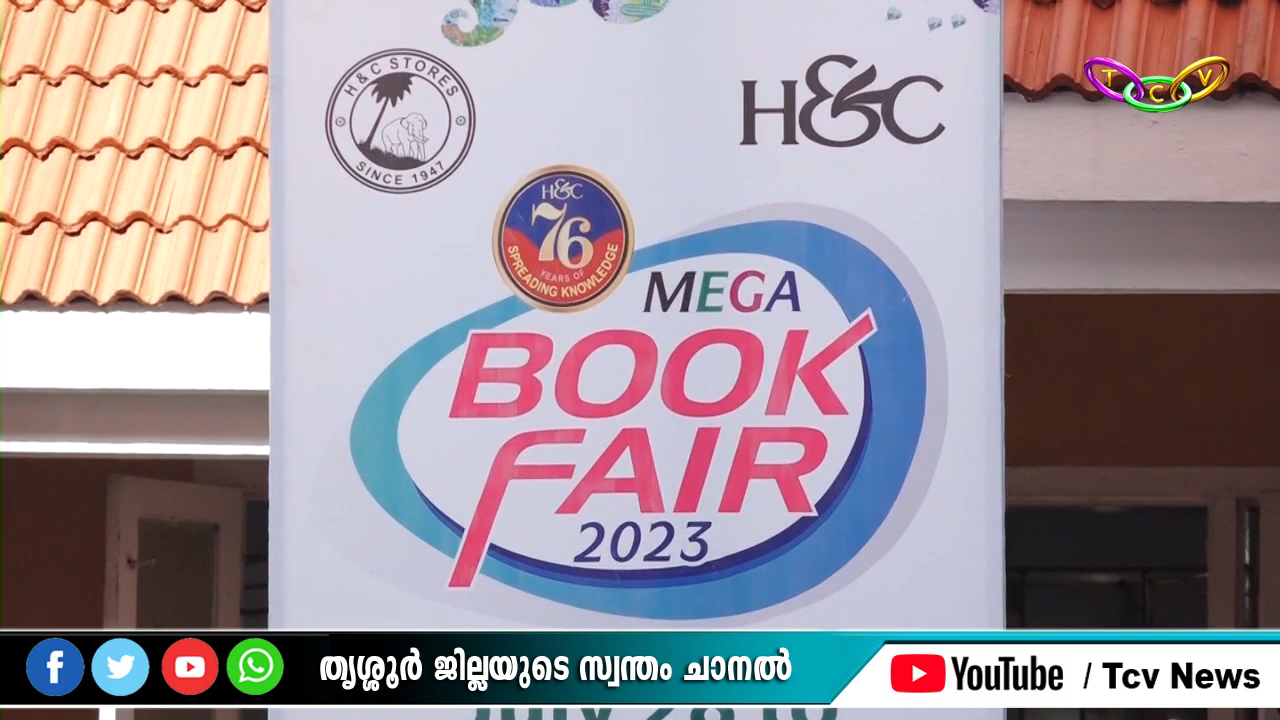 H&C STORES
SINCE 1947
H&C
TCV
H&C
76
YEARS OF
SPREADING KNOWLEDGE
MEGA
BOOK
FAIR
2023
തൃശ്ശൂർ ജില്ലയുടെ സ്വന്തം ചാനൽ
YouTube / Tcv News